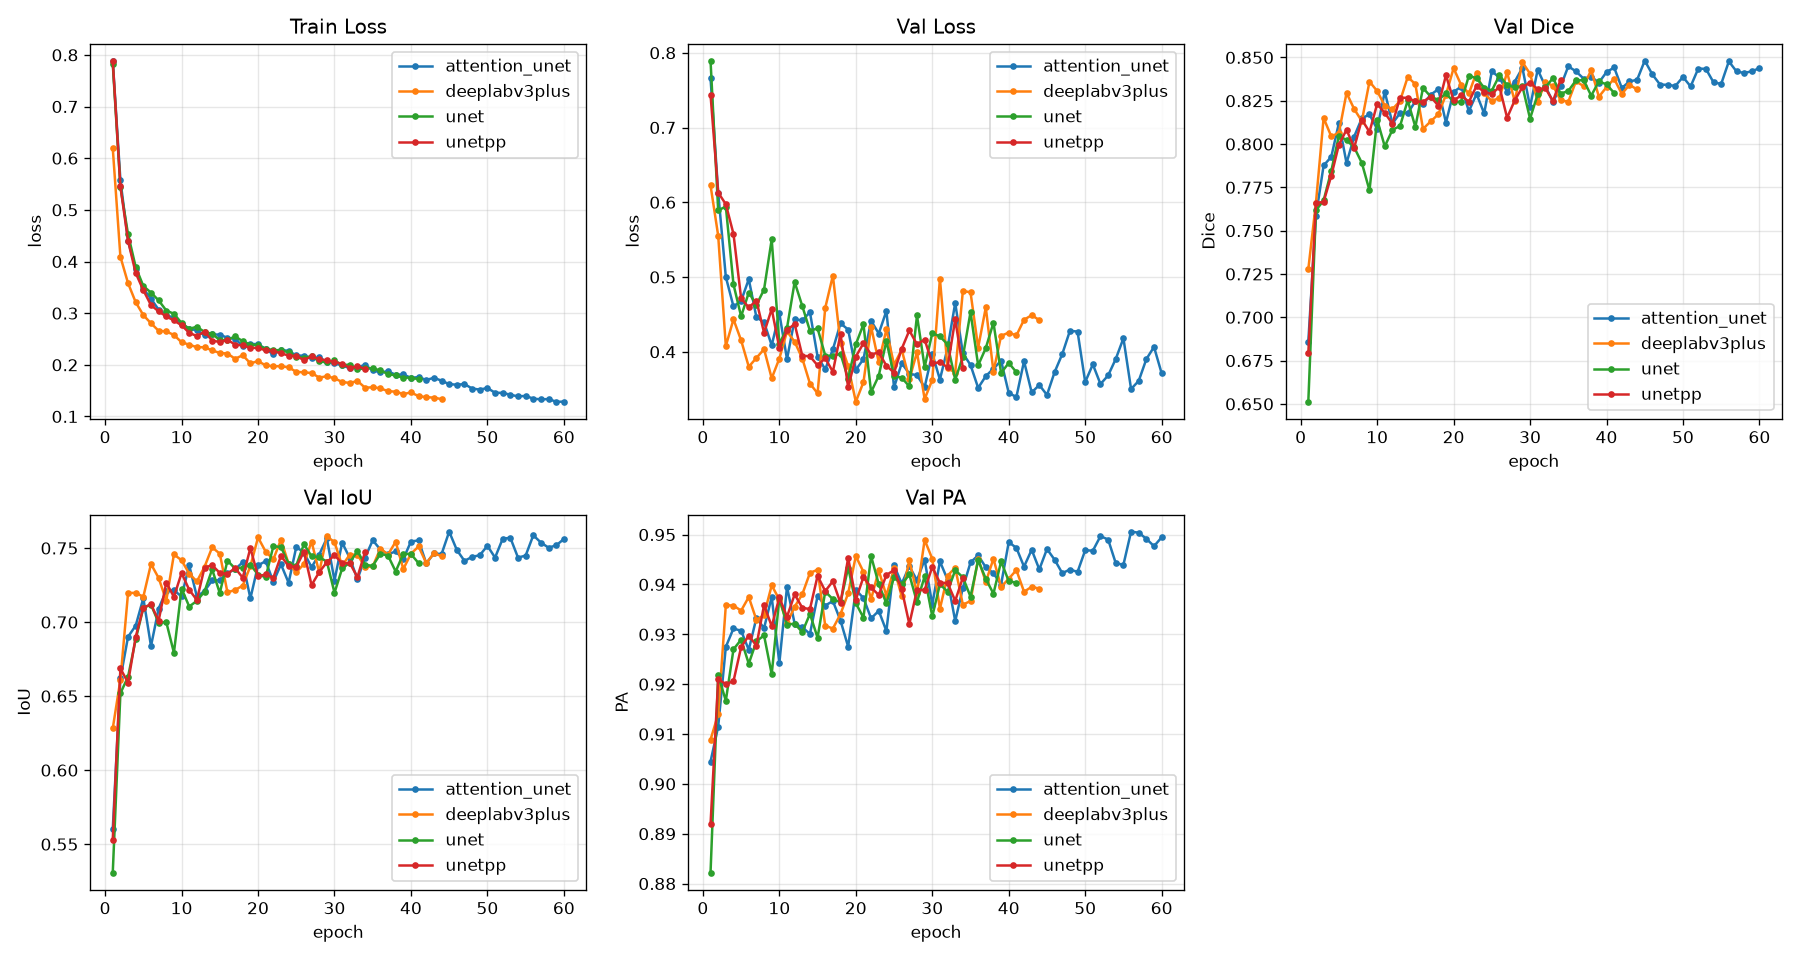 Train Loss
loss
0.8
0.7
0.6
0.5
0.4
0.3
0.2
0.1
0 10 20 30 40 50 60
epoch
attention_unet
deeplabv3plus
unet
unetpp
Val Loss
loss
0.8
0.7
0.6
0.5
0.4
0 10 20 30 40 50 60
epoch
attention_unet
deeplabv3plus
unet
unetpp
Val Dice
Dice
0.850
0.825
0.800
0.775
0.750
0.725
0.700
0.675
0.650
0 10 20 30 40 50 60
epoch
attention_unet
deeplabv3plus
unet
unetpp
Val IoU
IoU
0.75
0.70
0.65
0.60
0.55
0 10 20 30 40 50 60
epoch
attention_unet
deeplabv3plus
unet
unetpp
Val PA
PA
0.95
0.94
0.93
0.92
0.91
0.90
0.89
0.88
0 10 20 30 40 50 60
epoch
attention_unet
deeplabv3plus
unet
unetpp